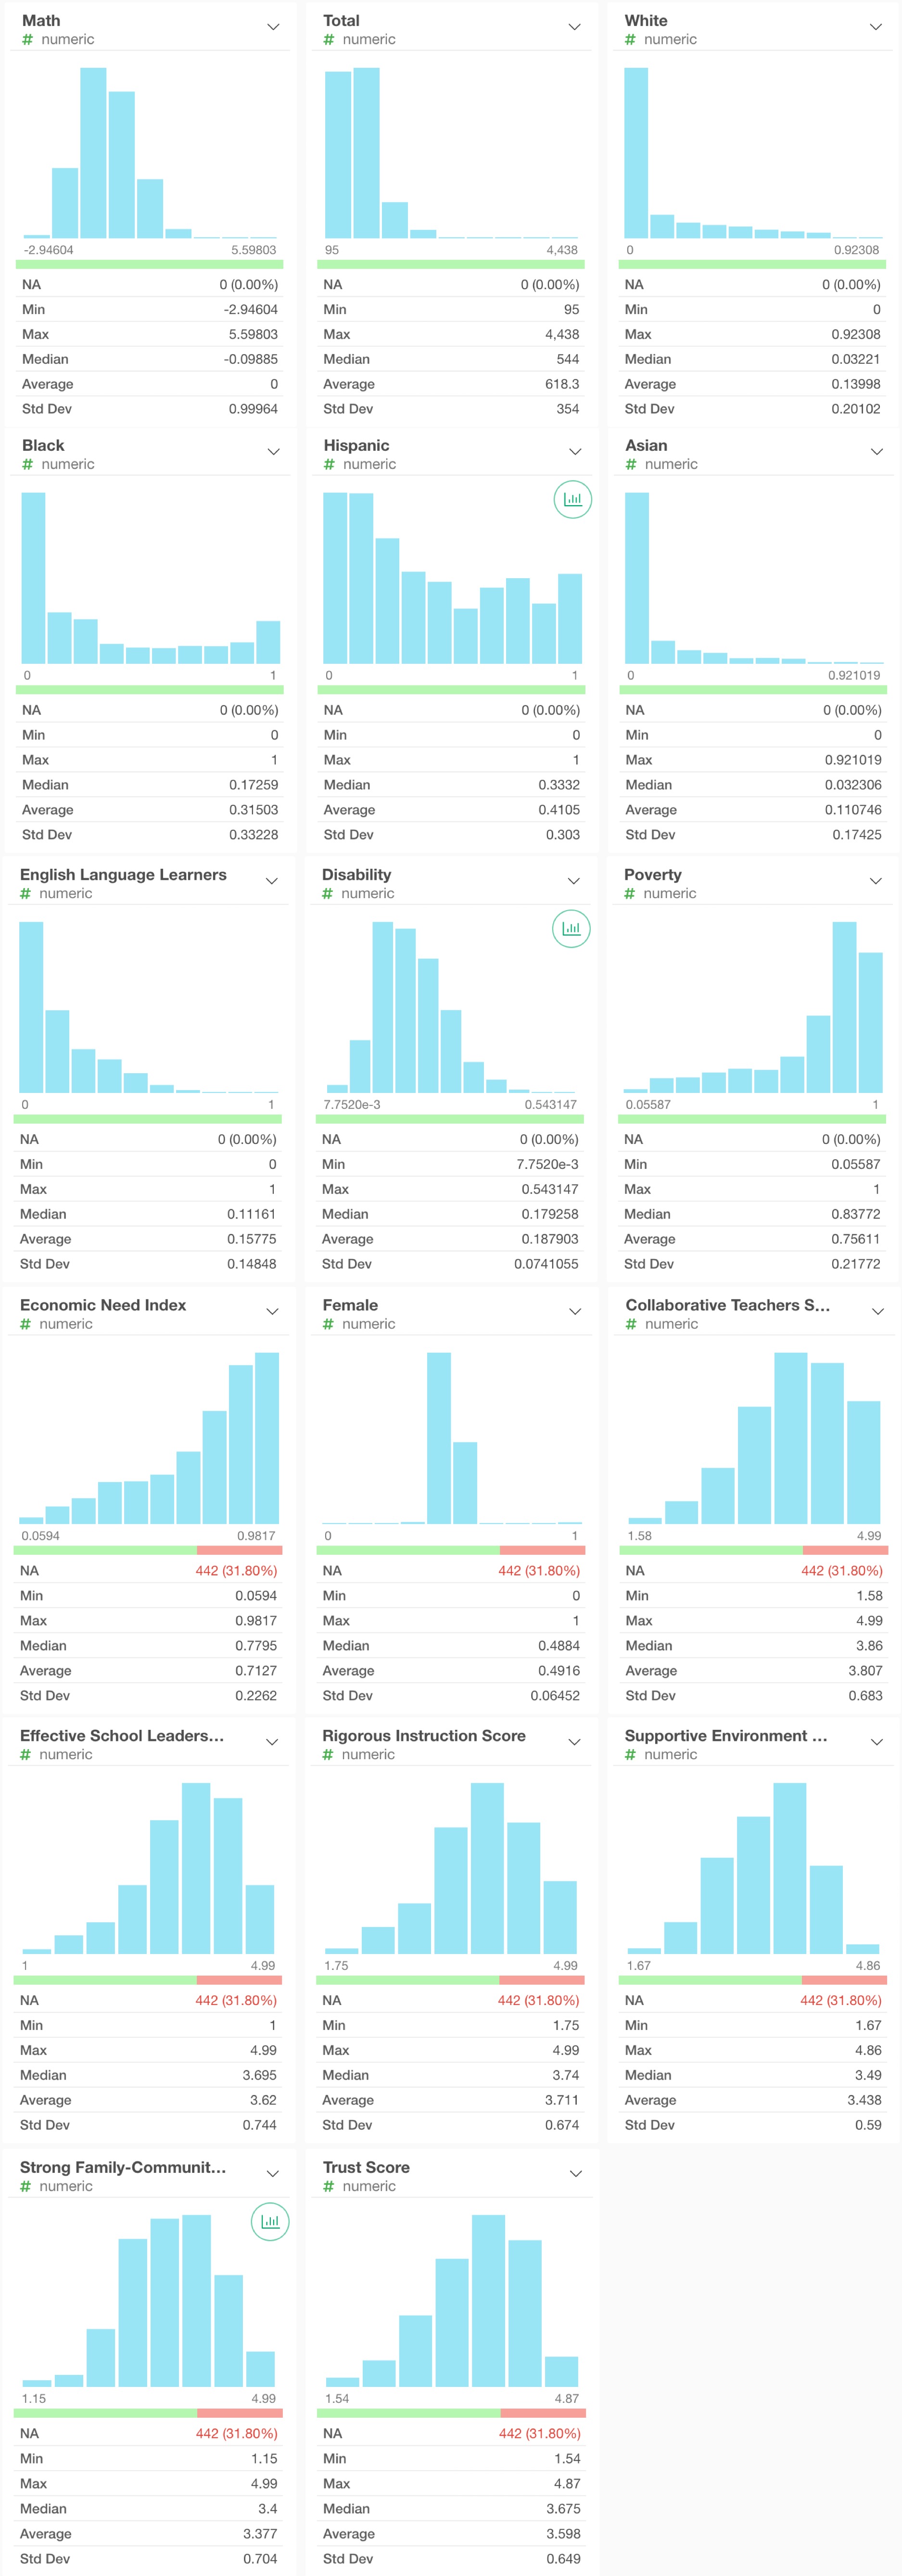 Math
# numeric
-2.94604 5.59803
NA 0 (0.00%)
Min -2.94604
Max 5.59803
Median -0.09885
Average 0
Std Dev 0.99964
Total
# numeric
95 4,438
NA 0 (0.00%)
Min 95
Max 4,438
Median 544
Average 618.3
Std Dev 354
White
# numeric
0 0.92308
NA 0 (0.00%)
Min 0
Max 0.92308
Median 0.03221
Average 0.13998
Std Dev 0.20102
Black
# numeric
0 1
NA 0 (0.00%)
Min 0
Max 1
Median 0.17259
Average 0.31503
Std Dev 0.33228
Hispanic
# numeric
0 1
NA 0 (0.00%)
Min 0
Max 1
Median 0.3332
Average 0.4105
Std Dev 0.303
Asian
# numeric
0 0.921019
NA 0 (0.00%)
Min 0
Max 0.921019
Median 0.032306
Average 0.110746
Std Dev 0.17425
English Language Learners
# numeric
0 1
NA 0 (0.00%)
Min 0
Max 1
Median 0.11161
Average 0.15775
Std Dev 0.14848
Disability
# numeric
7.7520e-3 0.543147
NA 0 (0.00%)
Min 7.7520e-3
Max 0.543147
Median 0.179258
Average 0.187903
Std Dev 0.0741055
Poverty
# numeric
0.05587 1
NA 0 (0.00%)
Min 0.05587
Max 1
Median 0.83772
Average 0.75611
Std Dev 0.21772
Economic Need Index
# numeric
0.0594 0.9817
NA 442 (31.80%)
Min 0.0594
Max 0.9817
Median 0.7795
Average 0.7127
Std Dev 0.2262
Female
# numeric
0 1
NA 442 (31.80%)
Min 0
Max 1
Median 0.4884
Average 0.4916
Std Dev 0.06452
Collaborative Teachers S...
# numeric
1.58 4.99
NA 442 (31.80%)
Min 1.58
Max 4.99
Median 3.86
Average 3.807
Std Dev 0.683
Effective School Leaders...
# numeric
1 4.99
NA 442 (31.80%)
Min 1
Max 4.99
Median 3.695
Average 3.62
Std Dev 0.744
Rigorous Instruction Score
# numeric
1.75 4.99
NA 442 (31.80%)
Min 1.75
Max 4.99
Median 3.74
Average 3.711
Std Dev 0.674
Supportive Environment ...
# numeric
1.67 4.86
NA 442 (31.80%)
Min 1.67
Max 4.86
Median 3.49
Average 3.438
Std Dev 0.59
Strong Family-Communit...
# numeric
1.15 4.99
NA 442 (31.80%)
Min 1.15
Max 4.99
Median 3.4
Average 3.377
Std Dev 0.704
Trust Score
# numeric
1.54 4.87
NA 442 (31.80%)
Min 1.54
Max 4.87
Median 3.675
Average 3.598
Std Dev 0.649